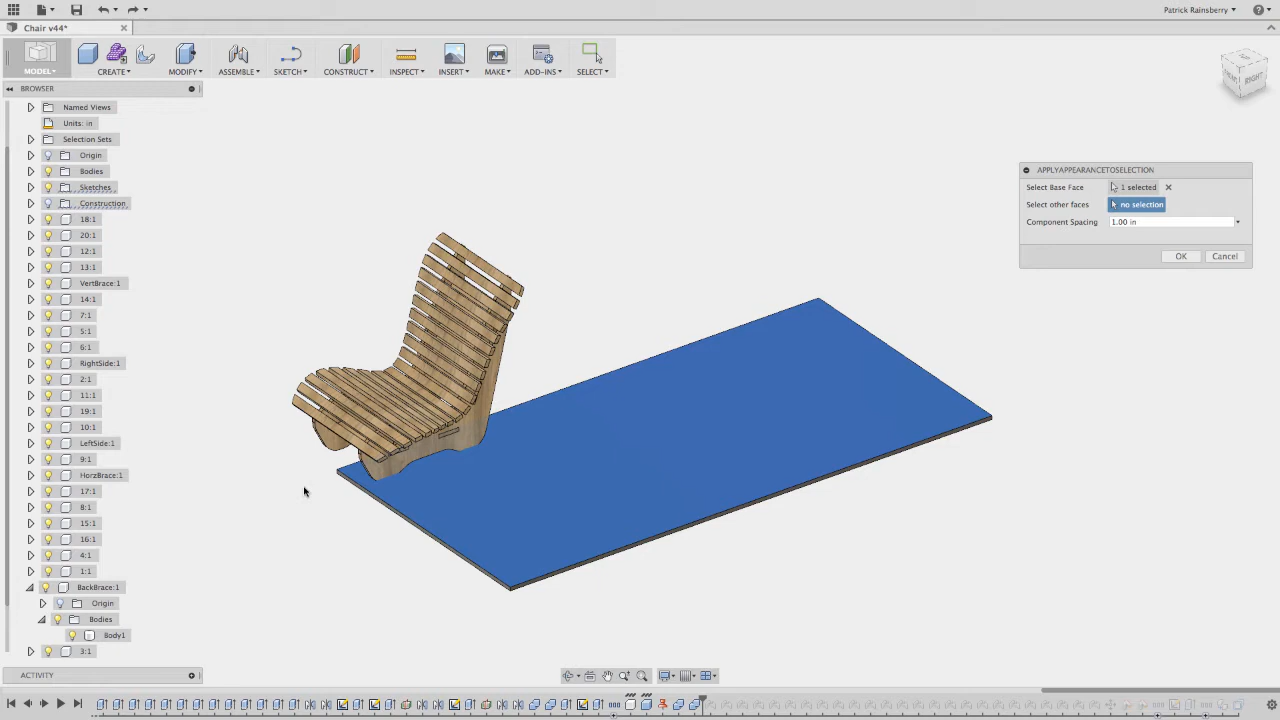 Patrick Rainsberry
Chair v44*
MODEL
CREATE
MODIFY
ASSEMBLE
SKETCH
CONSTRUCT
INSPECT
INSERT
MAKE
ADD-INS
SELECT
RIGHT
BROWSER
Named Views
Units: in
Selection Sets
Origin
Bodies
Sketches
Construction
18:1
20:1
12:1
13:1
VertBrace:1
14:1
7:1
5:1
6:1
RightSide:1
2:1
11:1
19:1
10:1
LeftSide:1
9:1
HorzBrace:1
17:1
8:1
15:1
16:1
4:1
1:1
BackBrace:1
Origin
Bodies
Body1
3:1
APPLYAPPEARANCETOSELECTION
Select Base Face 1 selected
Select other faces no selection
Component Spacing 1.00 in
OK Cancel
ACTIVITY